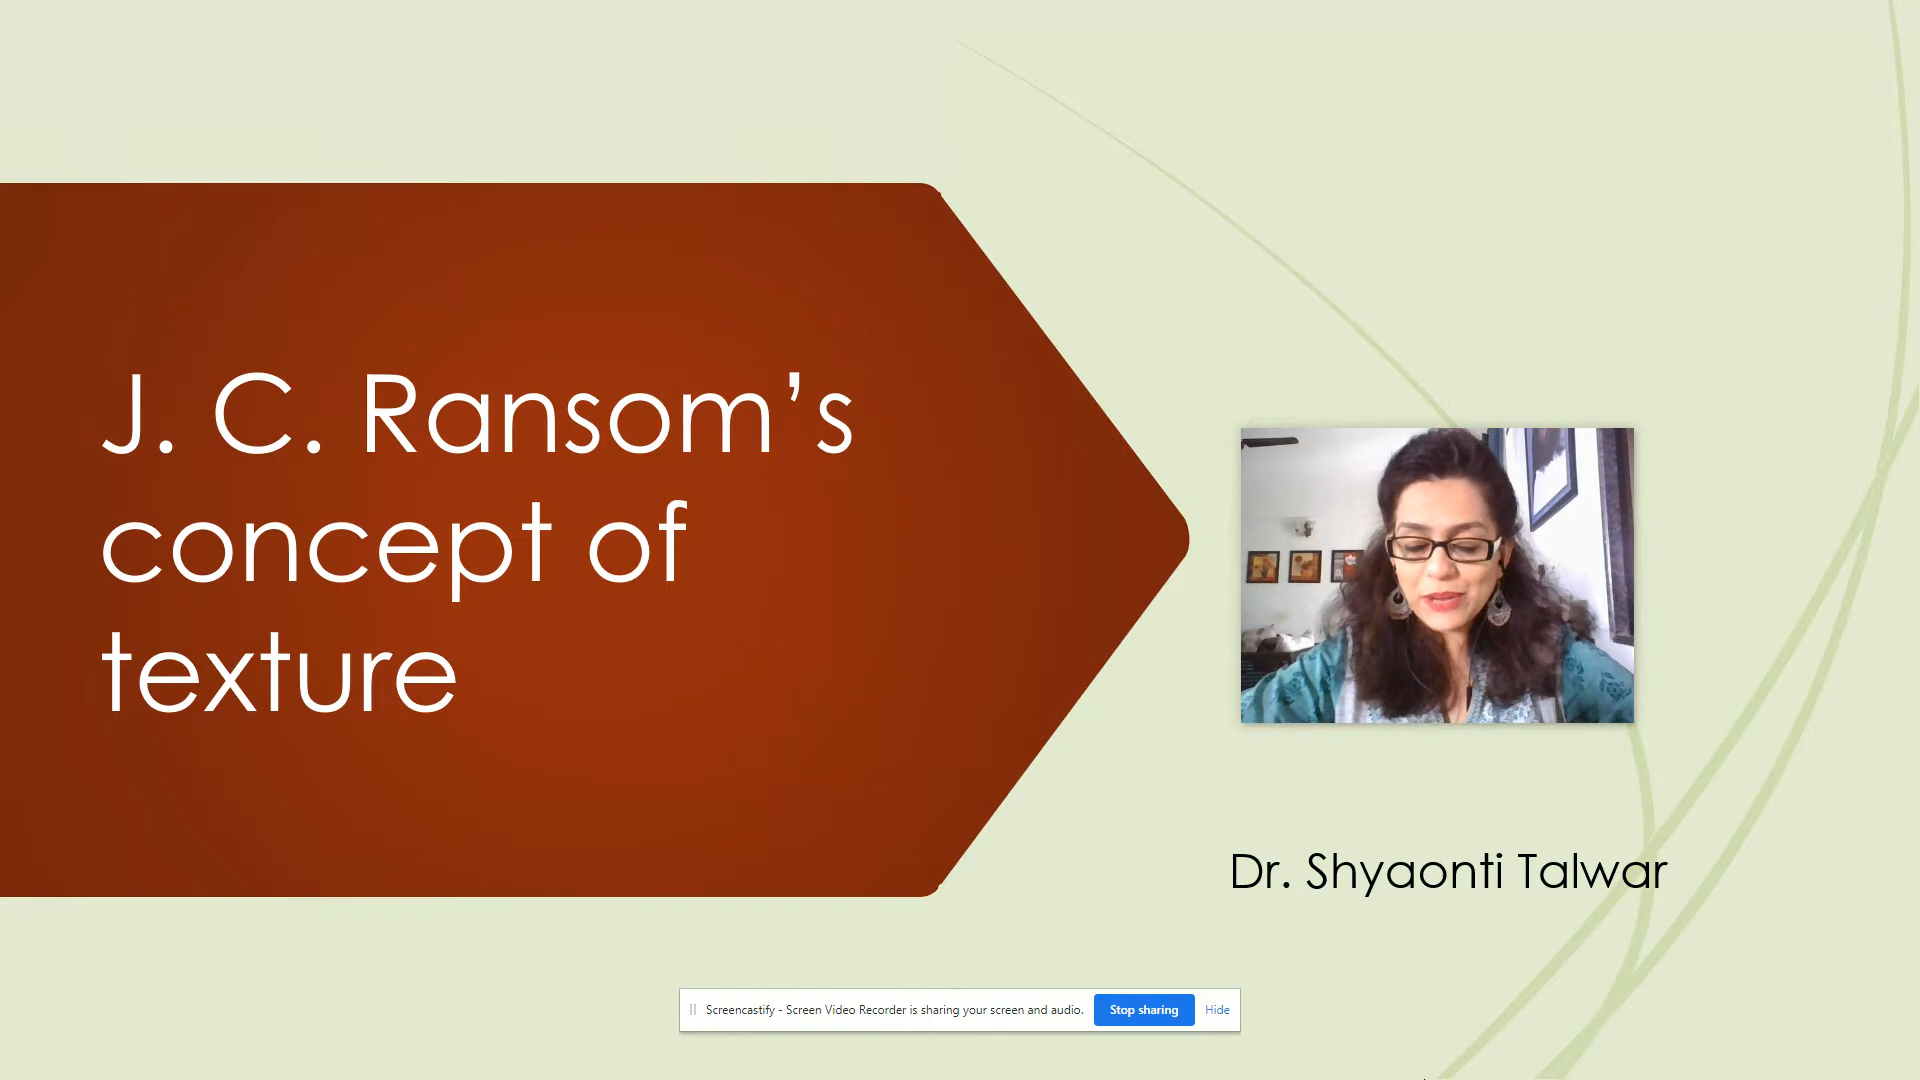 J. C. Ransom’s
concept of
texture
Dr. Shyaonti Talwar
Screencastify - Screen Video Recorder is sharing your screen and audio. Stop sharing Hide